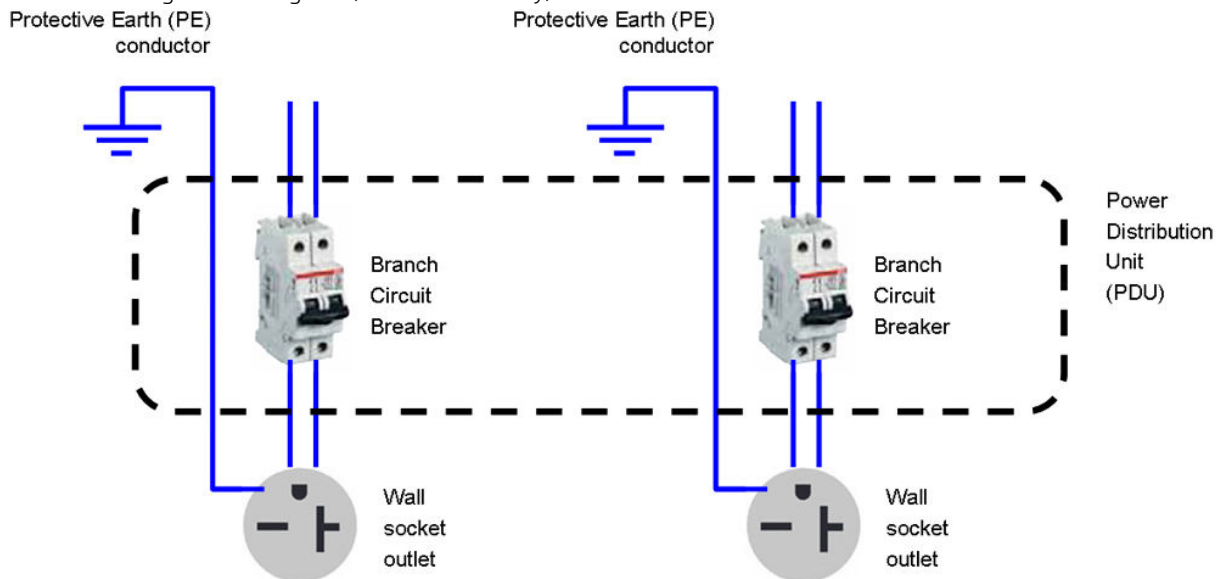 Protective Earth (PE)
conductor
Protective Earth (PE)
conductor
Power
Distribution
Unit
(PDU)
Branch
Circuit
Breaker
Branch
Circuit
Breaker
Wall
socket
outlet
Wall
socket
outlet